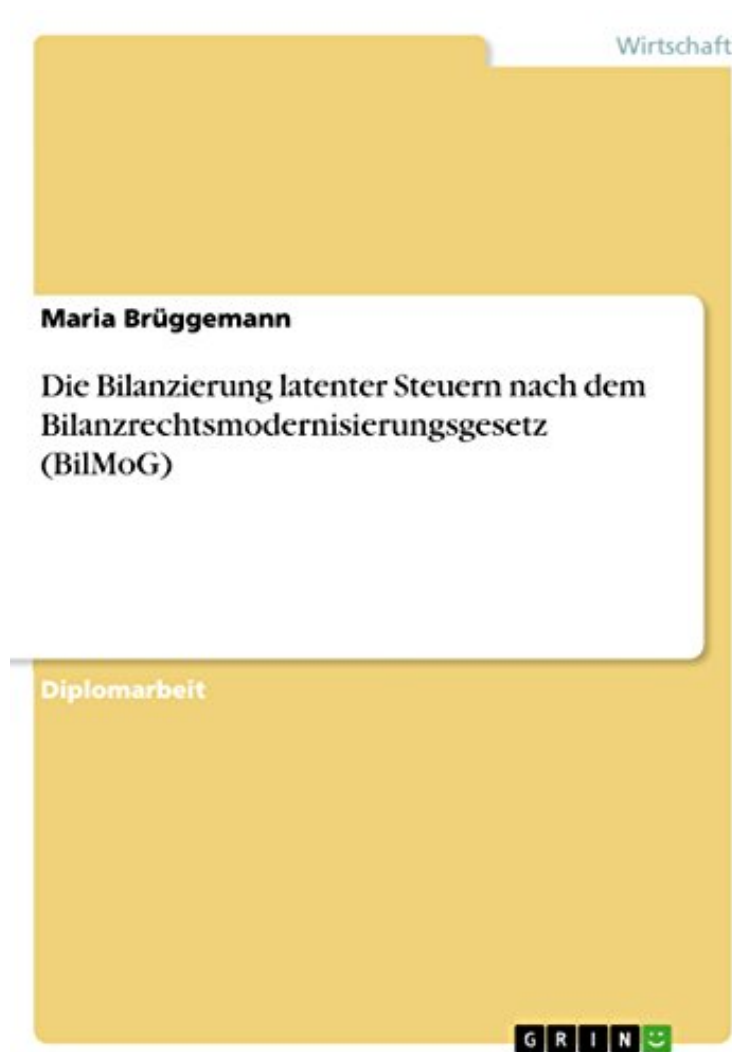 Wirtschaft
Maria Brüggemann
Die Bilanzierung latenter Steuern nach dem
Bilanzrechtsmodernisierungsgesetz
(BilMoG)
Diplomarbeit
GRIN